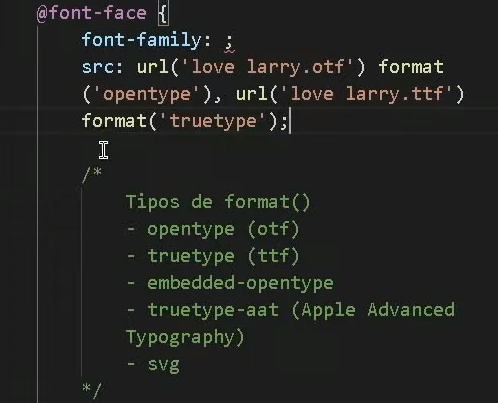 @font-face {
font-family: ;
src: url('love larry.otf') format
('opentype'), url('love larry.ttf')
format('truetype');
/*
Tipos de format()
- opentype (otf)
- truetype (ttf)
- embedded-opentype
- truetype-aat (Apple Advanced
Typography)
- svg
*/